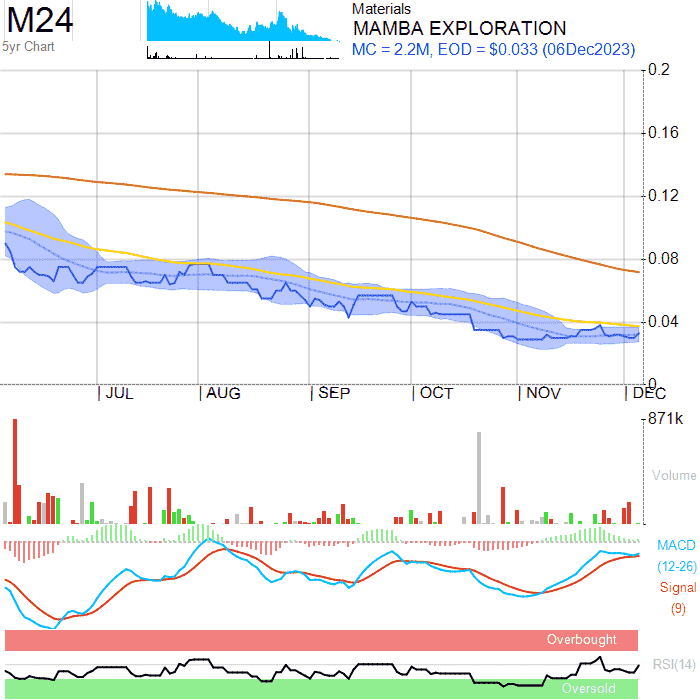 M24
5yr Chart
Materials
MAMBA EXPLORATION
MC = 2.2M, EOD = $0.033 (06Dec2023)
0.2
0.16
0.12
0.08
0.04
0
JUL AUG SEP OCT NOV DEC
871k
Volume
MACD
(12-26)
Signal
(9)
Overbought
RSI(14)
Oversold